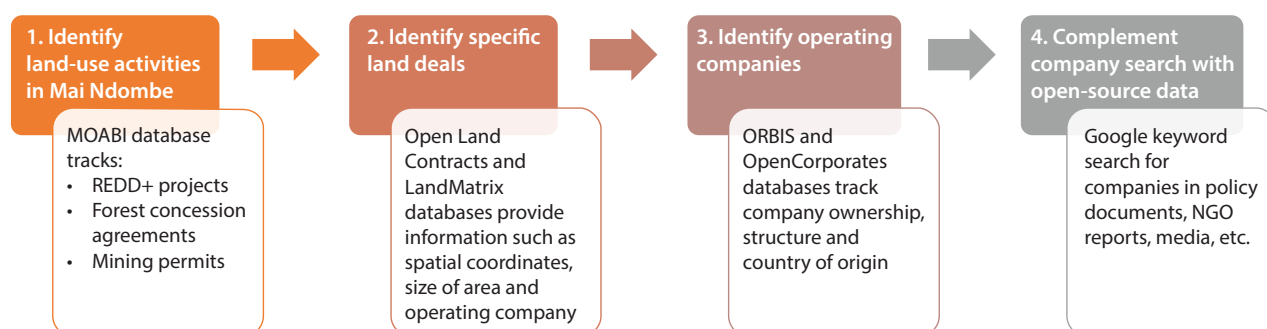 1. Identify
land-use activities
in Mai Ndombe
MOABI database
tracks:
• REDD+ projects
• Forest concession
agreements
• Mining permits
2. Identify specific
land deals
Open Land
Contracts and
LandMatrix
databases provide
information such as
spatial coordinates,
size of area and
operating company
3. Identify operating
companies
ORBIS and
OpenCorporates
databases track
company ownership,
structure and
country of origin
4. Complement
company search with
open-source data
Google keyword
search for
companies in policy
documents, NGO
reports, media, etc.